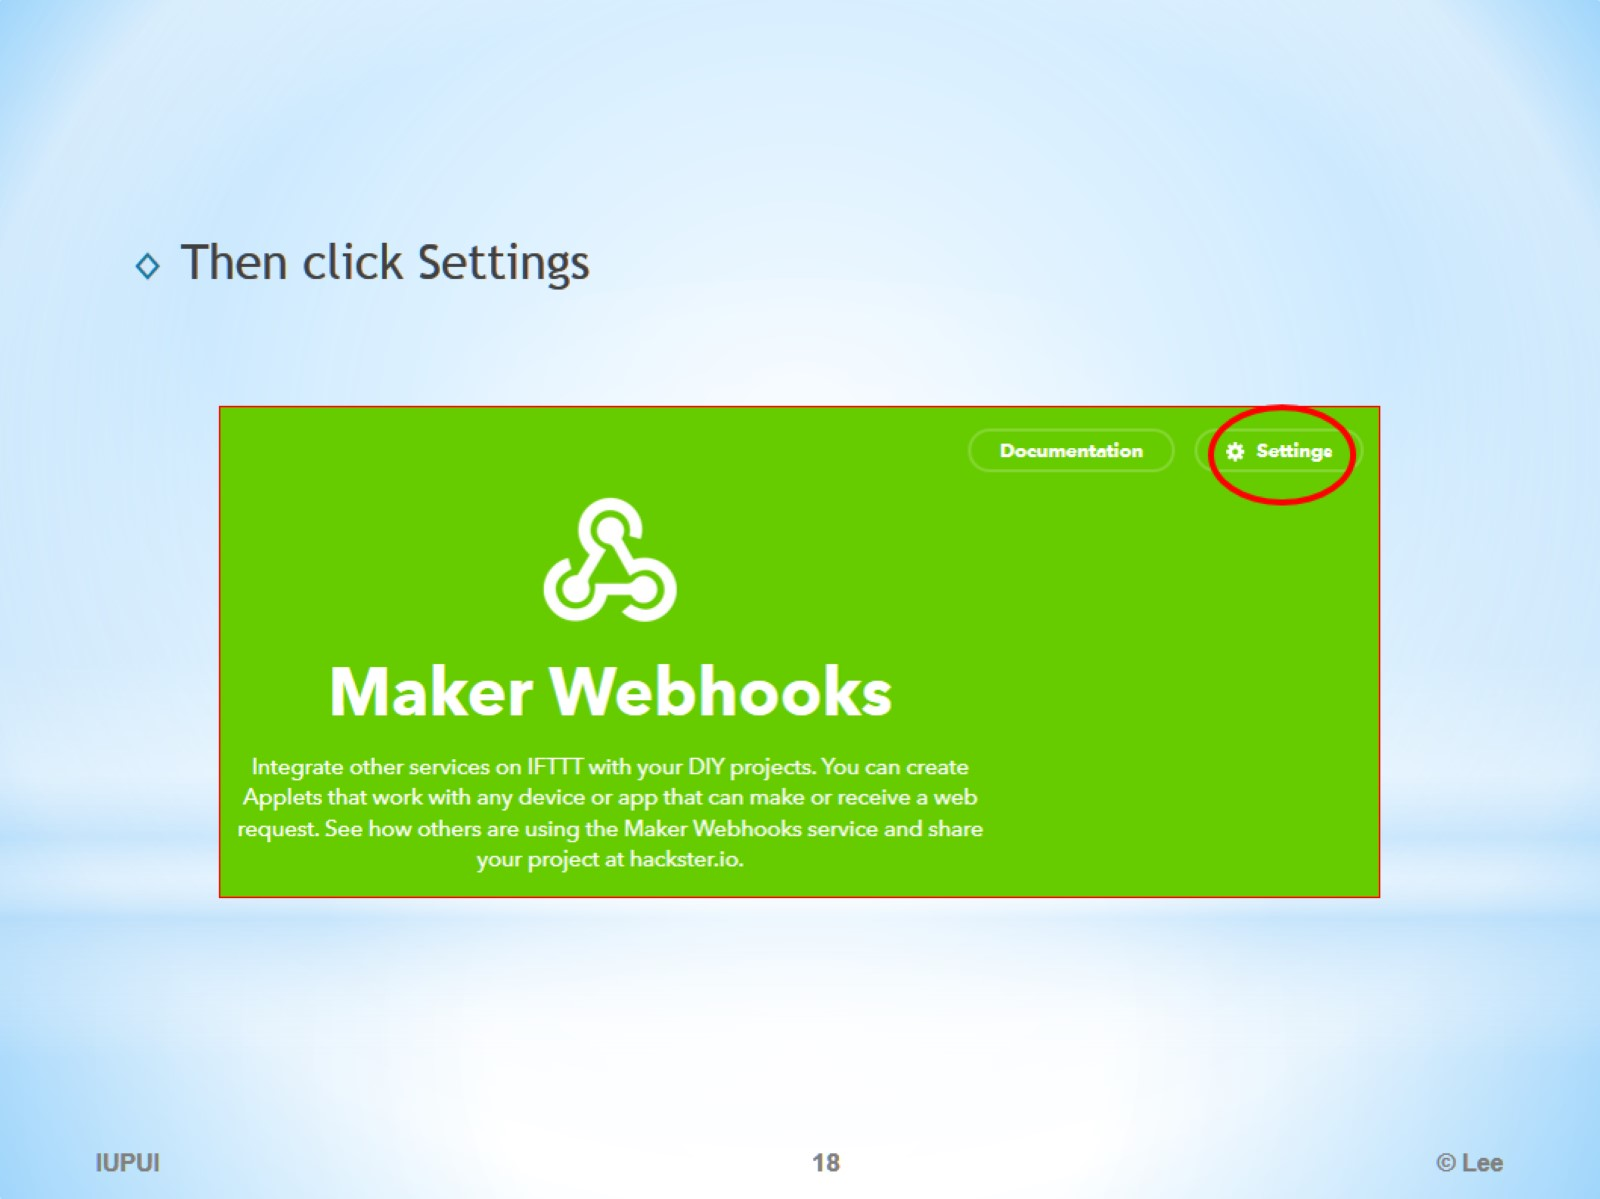 Then click Settings
Documentation
Settings
Maker Webhooks
Integrate other services on IFTTT with your DIY projects. You can create
Applets that work with any device or app that can make or receive a web
request. See how others are using the Maker Webhooks service and share
your project at hackster.io.
IUPUI
18
© Lee